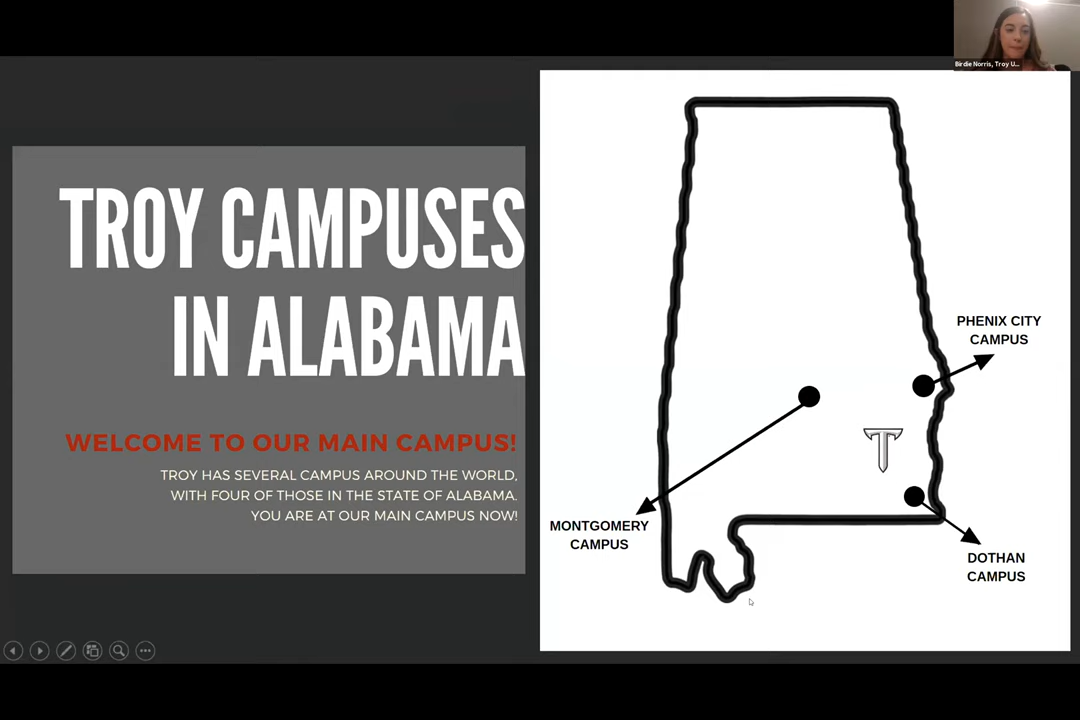 Birdie Norris, Troy U...
TROY CAMPUSES
IN ALABAMA
WELCOME TO OUR MAIN CAMPUS!
TROY HAS SEVERAL CAMPUS AROUND THE WORLD,
WITH FOUR OF THOSE IN THE STATE OF ALABAMA.
YOU ARE AT OUR MAIN CAMPUS NOW!
PHENIX CITY
CAMPUS
T
MONTGOMERY
CAMPUS
DOTHAN
CAMPUS